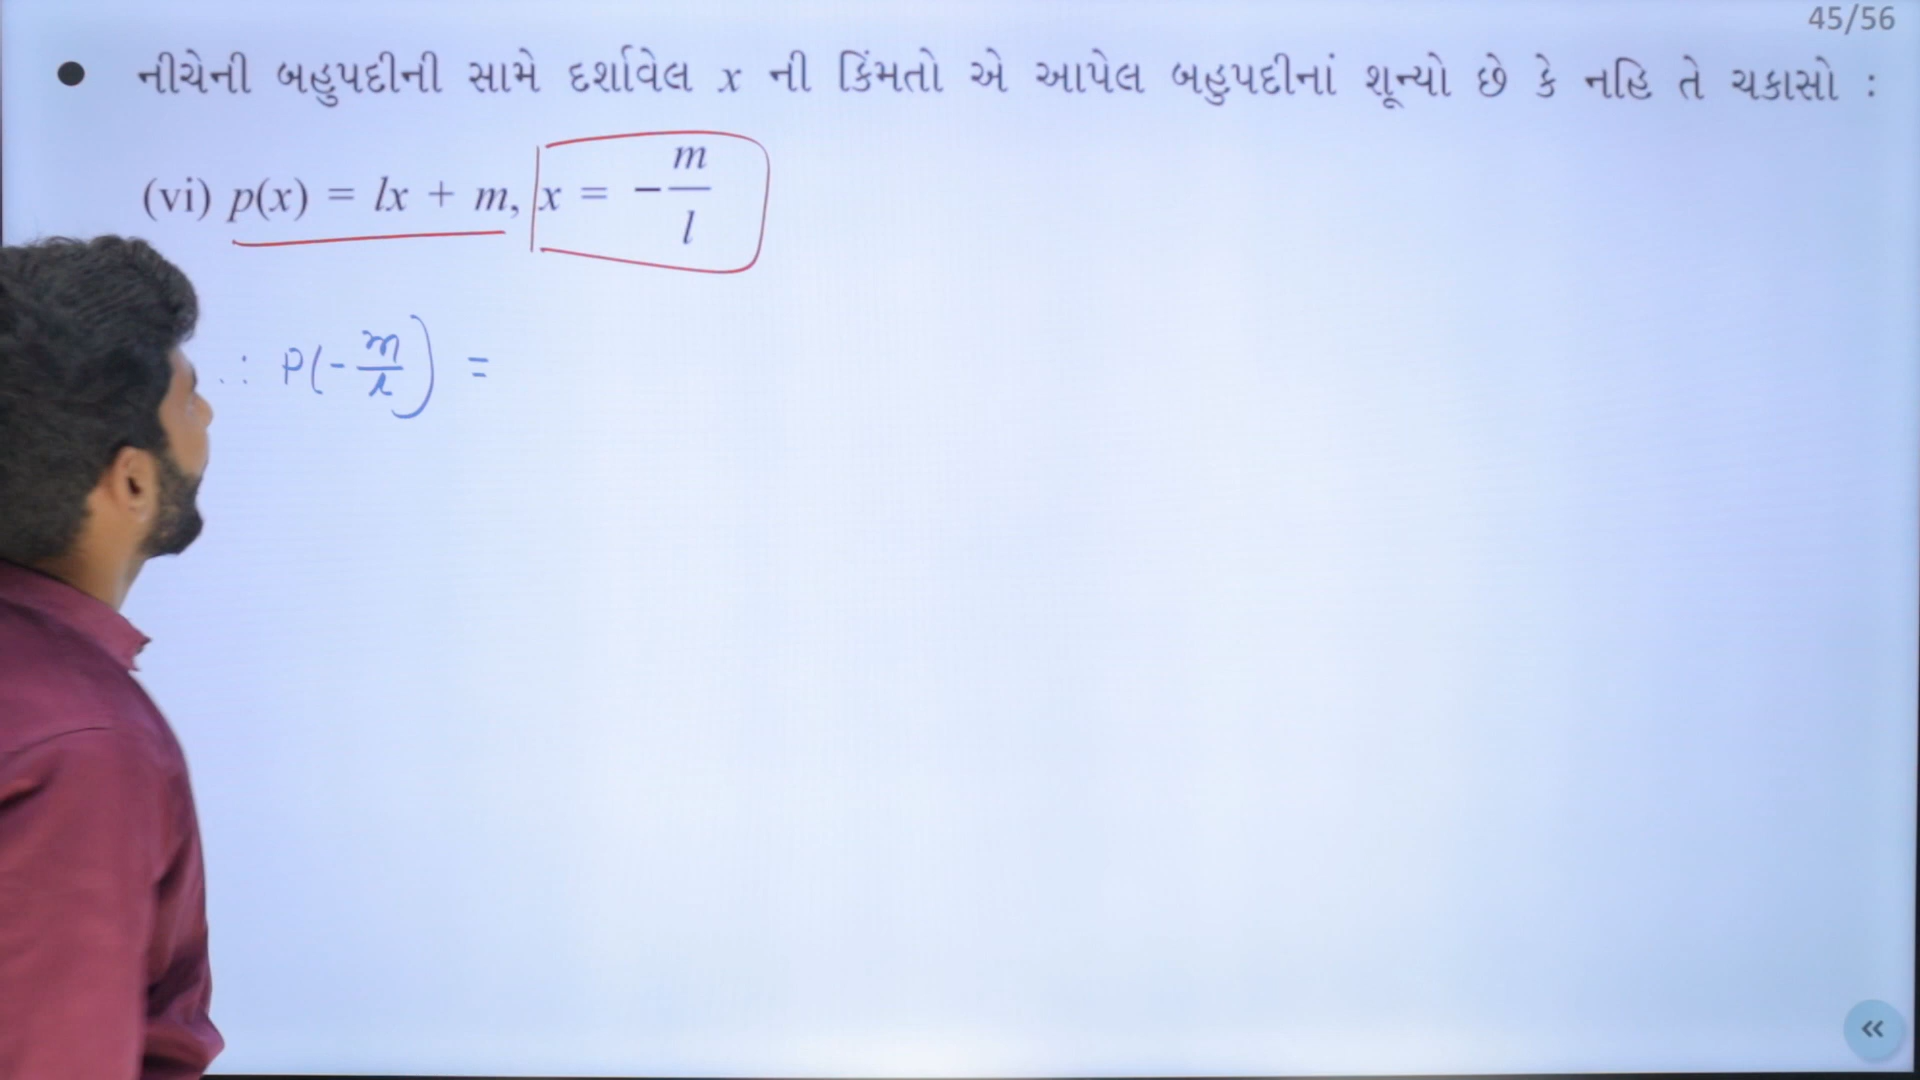 45/56
● નીચેની બહુપદીની સામે દર્શાવેલ x ની કિંમતો એ આપેલ બહુપદીનાં શૂન્યો છે કે નહિ તે ચકાસો :
(vi) p(x) = lx + m, x = -m/l
∴ P(-m/l) =
«